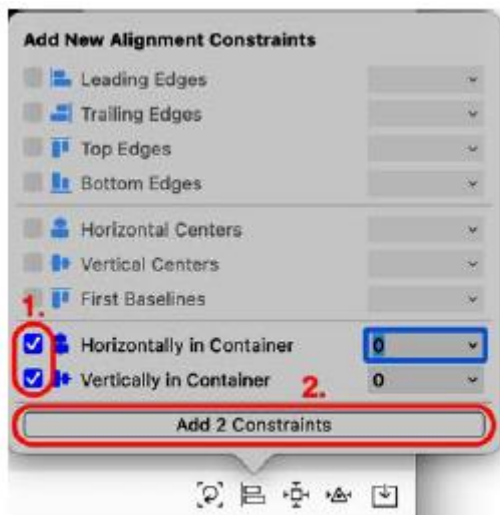 Add New Alignment Constraints
Leading Edges
Trailing Edges
Top Edges
Bottom Edges
Horizontal Centers
Vertical Centers
First Baselines
1.
Horizontally in Container 0
Vertically in Container 0
2.
Add 2 Constraints